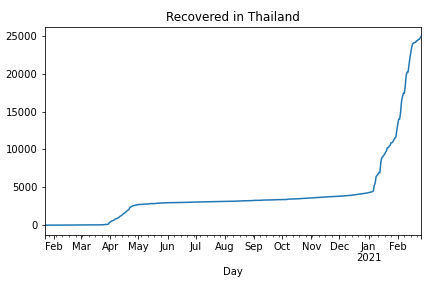 Recovered in Thailand
25000
20000
15000
10000
5000
0
Feb Mar Apr May Jun Jul Aug Sep Oct Nov Dec Jan Feb
2021
Day